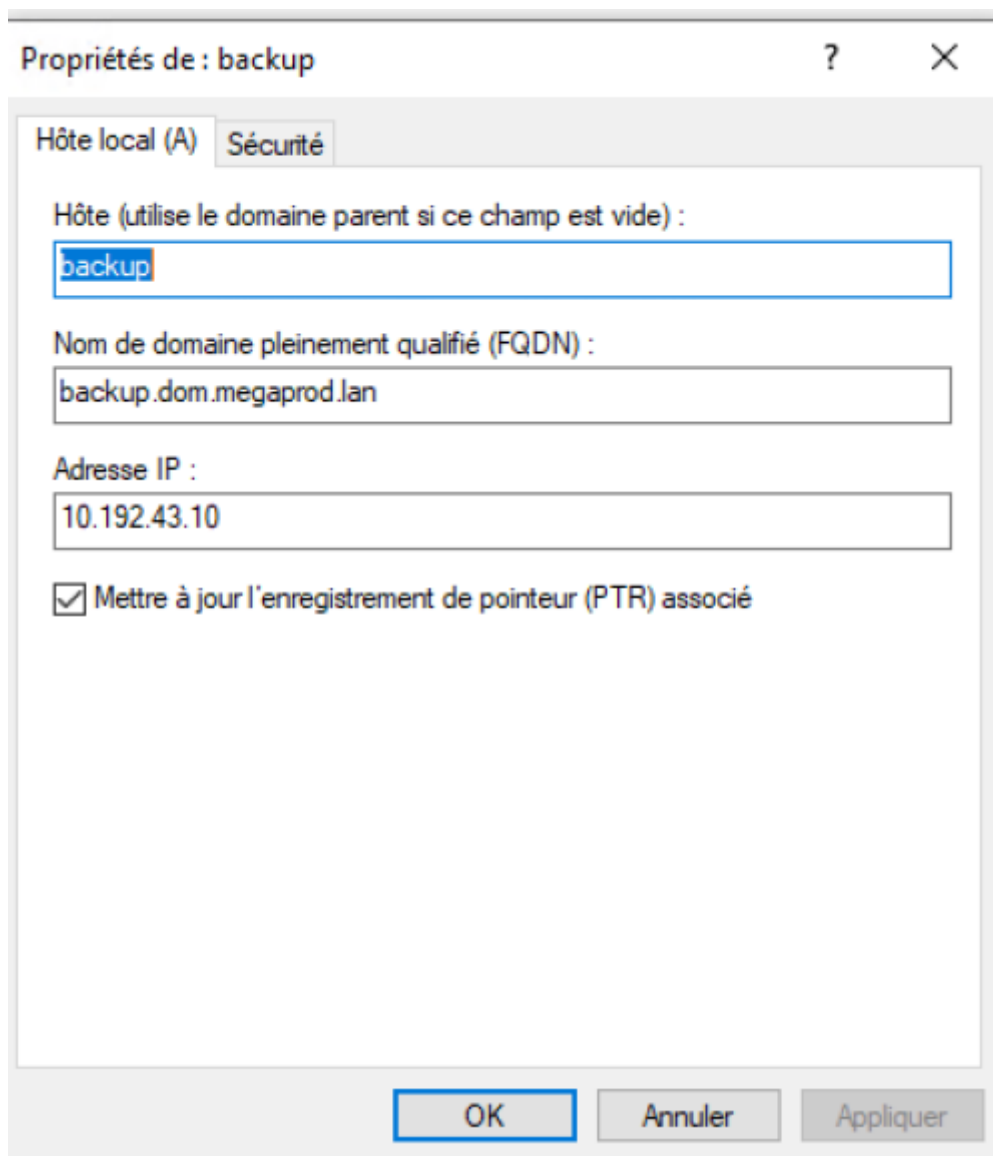 Propriétés de : backup
?
Hôte local (A)
Sécurité
Hôte (utilise le domaine parent si ce champ est vide) :
backup
Nom de domaine pleinement qualifié (FQDN) :
backup.dom.megaprod.lan
Adresse IP :
10.192.43.10
Mettre à jour l'enregistrement de pointeur (PTR) associé
OK
Annuler
Appliquer